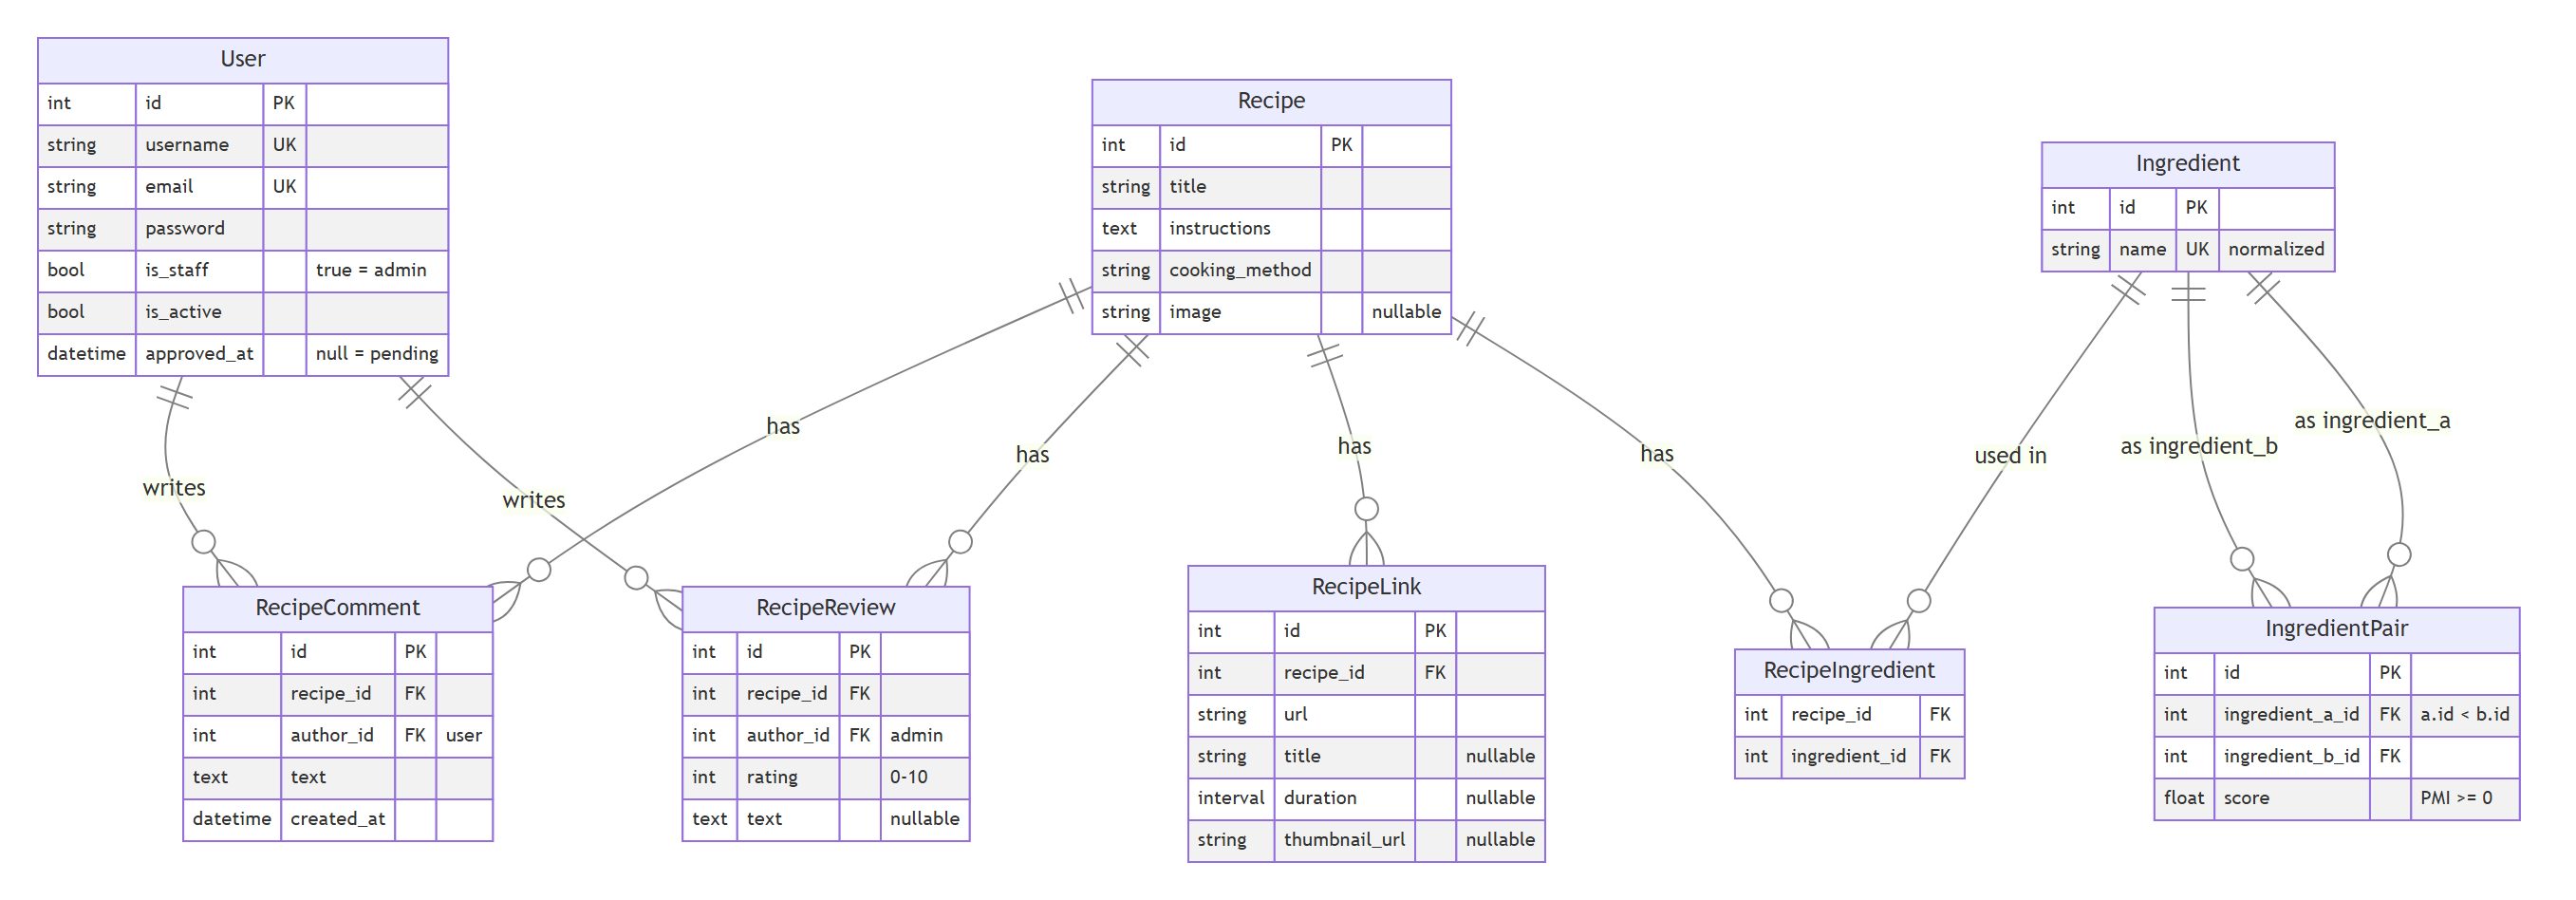 User
int id PK
string username UK
string email UK
string password
bool is_staff true = admin
bool is_active
datetime approved_at null = pending
Recipe
int id PK
string title
text instructions
string cooking_method
string image nullable
Ingredient
int id PK
string name UK normalized
writes
writes
has
has
has
has
used in
as ingredient_b
as ingredient_a
RecipeComment
int id PK
int recipe_id FK
int author_id FK user
text text
datetime created_at
RecipeReview
int id PK
int recipe_id FK
int author_id FK admin
int rating 0-10
text text nullable
RecipeLink
int id PK
int recipe_id FK
string url
string title nullable
interval duration nullable
string thumbnail_url nullable
RecipeIngredient
int recipe_id FK
int ingredient_id FK
IngredientPair
int id PK
int ingredient_a_id FK a.id < b.id
int ingredient_b_id FK
float score PMI >= 0